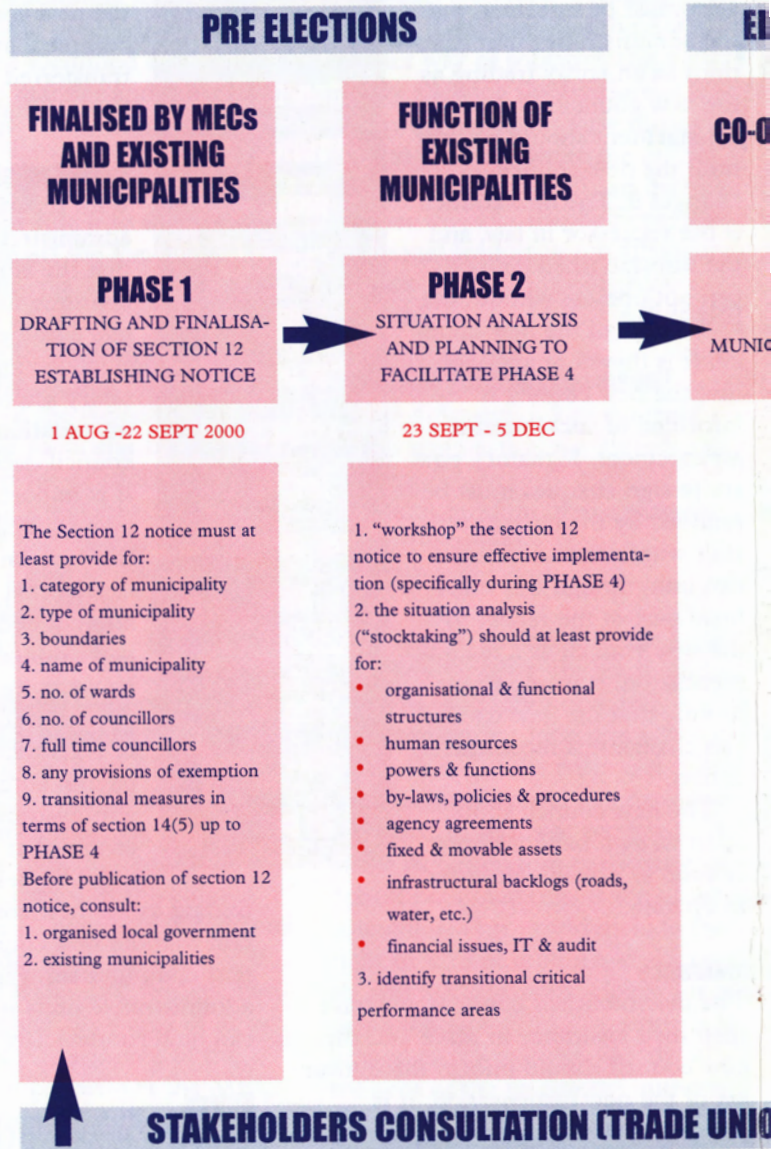 PRE ELECTIONS
FINALISED BY MECs
AND EXISTING
MUNICIPALITIES
FUNCTION OF
EXISTING
MUNICIPALITIES
PHASE 1
DRAFTING AND FINALISA-
TION OF SECTION 12
ESTABLISHING NOTICE
PHASE 2
SITUATION ANALYSIS
AND PLANNING TO
FACILITATE PHASE 4
1 AUG -22 SEPT 2000
23 SEPT - 5 DEC
The Section 12 notice must at
least provide for:
1. category of municipality
2. type of municipality
3. boundaries
4. name of municipality
5. no. of wards
6. no. of councillors
7. full time councillors
8. any provisions of exemption
9. transitional measures in
terms of section 14(5) up to
PHASE 4
Before publication of section 12
notice, consult:
1. organised local government
2. existing municipalities
1. “workshop” the section 12
notice to ensure effective implementa-
tion (specifically during PHASE 4)
2. the situation analysis
(“stocktaking”) should at least provide
for:
• organisational & functional
structures
• human resources
• powers & functions
• by-laws, policies & procedures
• agency agreements
• fixed & movable assets
• infrastructural backlogs (roads,
water, etc.)
• financial issues, IT & audit
3. identify transitional critical
performance areas
STAKEHOLDERS CONSULTATION (TRADE